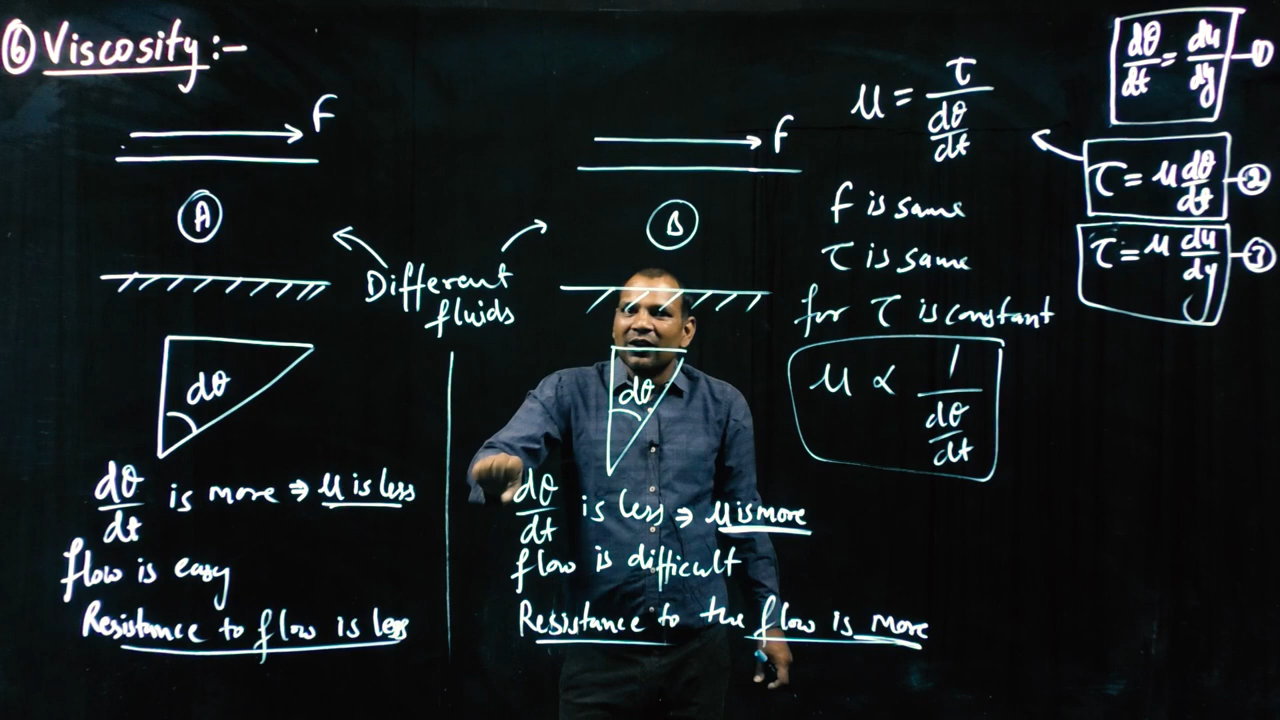 ⑥ Viscosity :-
F
Ⓐ
Different
fluids
dθ
dθ/dt is more ⇒ μ is less
flow is easy
Resistance to flow is less
F
Ⓑ
dθ
dθ/dt is less ⇒ μ is more
flow is difficult
Resistance to the flow is more
μ = τ/(dθ/dt)
f is same
τ is same
for τ is constant
μ ∝ 1/(dθ/dt)
dθ/dt = du/dy —①
τ = μ dθ/dt —②
τ = μ du/dy —③